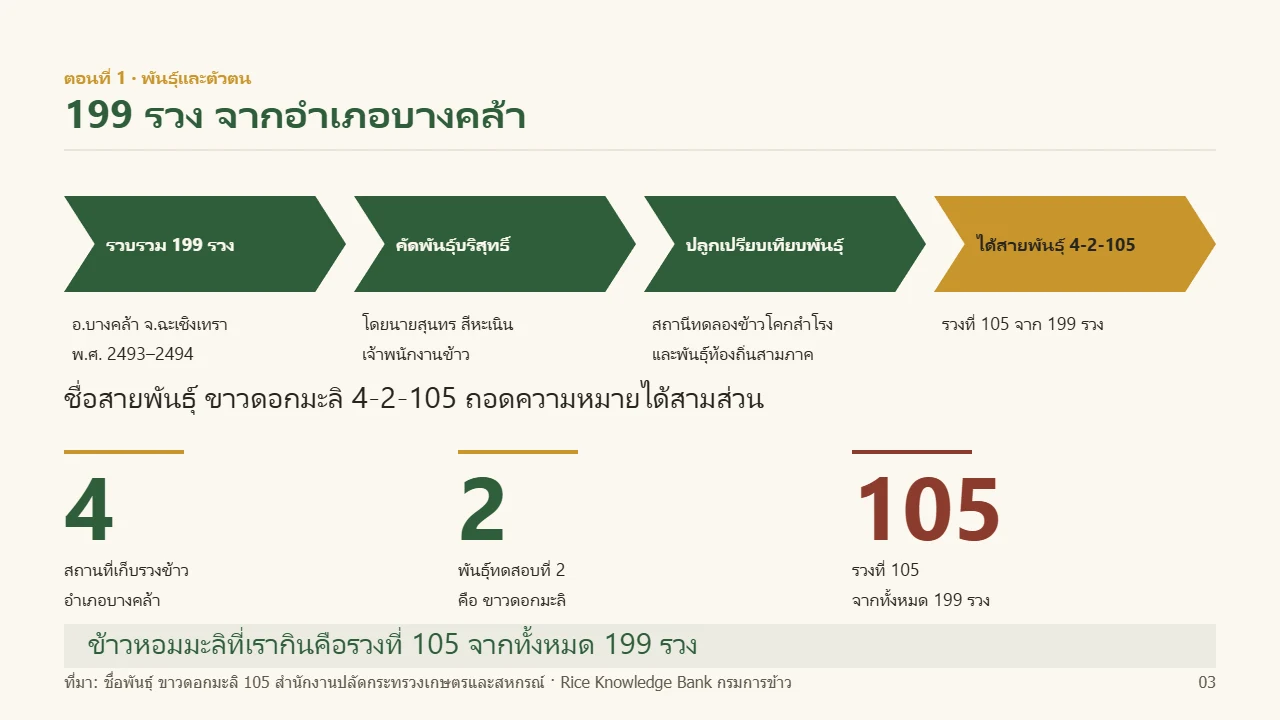 ตอนที่ 1 · พันธุ์และตัวตน
199 รวง จากอำเภอบางคล้า
รวบรวม 199 รวง
คัดพันธุ์บริสุทธิ์
ปลูกเปรียบเทียบพันธุ์
ได้สายพันธุ์ 4-2-105
อ.บางคล้า จ.ฉะเชิงเทรา
พ.ศ. 2493–2494
โดยนายสุนทร สีหะเนิน
เจ้าพนักงานข้าว
สถานีทดลองข้าวโคกสำโรง
และพันธุ์ท้องถิ่นสามภาค
รวงที่ 105 จาก 199 รวง
ชื่อสายพันธุ์ ขาวดอกมะลิ 4-2-105 ถอดความหมายได้สามส่วน
4
สถานที่เก็บรวงข้าว
อำเภอบางคล้า
2
พันธุ์ทดสอบที่ 2
คือ ขาวดอกมะลิ
105
รวงที่ 105
จากทั้งหมด 199 รวง
ข้าวหอมมะลิที่เรากินคือรวงที่ 105 จากทั้งหมด 199 รวง
ที่มา: ชื่อพันธุ์ ขาวดอกมะลิ 105 สำนักงานปลัดกระทรวงเกษตรและสหกรณ์ · Rice Knowledge Bank กรมการข้าว
03